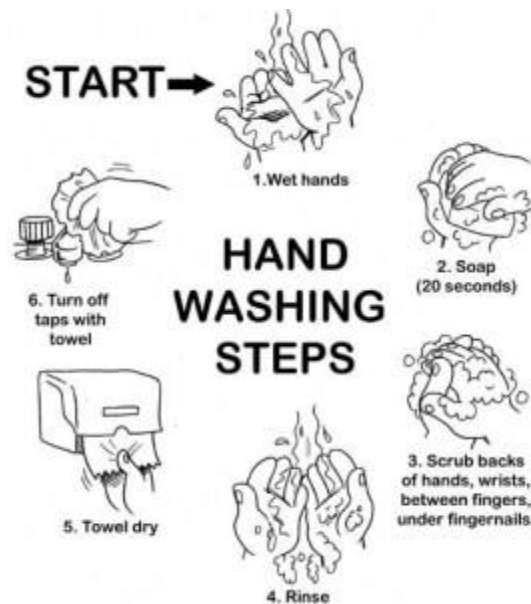 START
1.Wet hands
2. Soap
(20 seconds)
3. Scrub backs
of hands, wrists,
between fingers,
under fingernails
4. Rinse
5. Towel dry
6. Turn off
taps with
towel
HAND
WASHING
STEPS